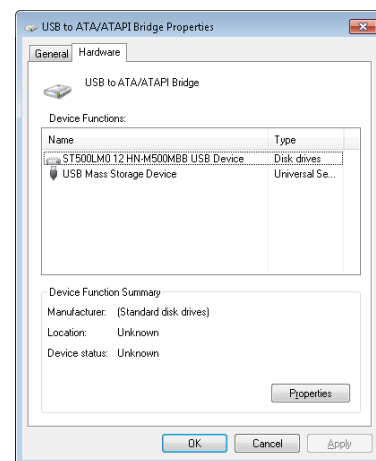 USB to ATA/ATAPI Bridge Properties
General Hardware
USB to ATA/ATAPI Bridge
Device Functions:
Name Type
ST500LM0 12 HN-M500MBB USB Device Disk drives
USB Mass Storage Device Universal Se...
Device Function Summary
Manufacturer: (Standard disk drives)
Location: Unknown
Device status: Unknown
Properties
OK Cancel Apply